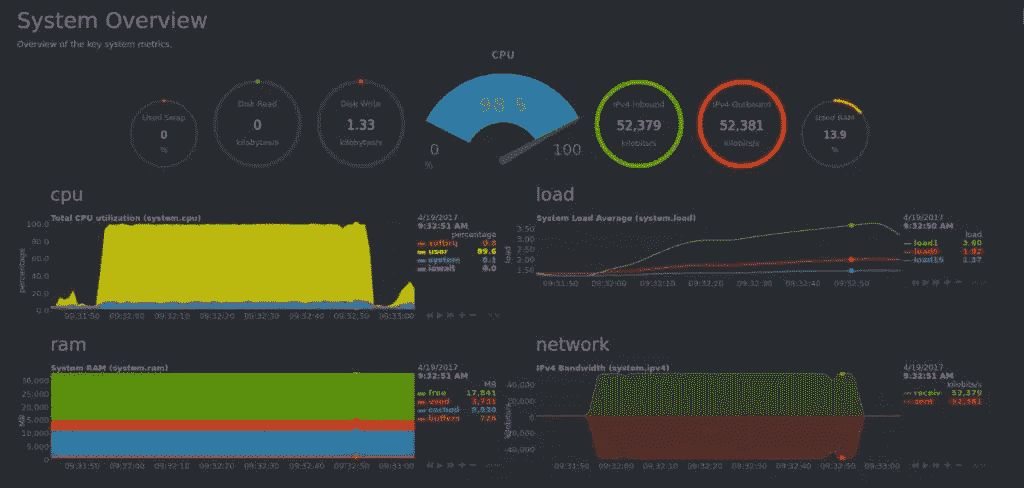 System Overview
Overview of the key system metrics.
CPU
Used Swap
0
%
Disk Read
0
kilobytes/s
Disk Write
1.33
kilobytes/s
98.5
0
100
%
IPv4 Inbound
52,379
kilobits/s
IPv4 Outbound
52,381
kilobits/s
Used RAM
13.9
%
cpu
Total CPU utilization (system.cpu)
4/19/2017
9:32:51 AM
percentage
softirq 0.8
user 89.6
system 8.1
iowait 0.0
percentage
100.0
80.0
60.0
40.0
20.0
0.0
09:31:50 09:32:00 09:32:10 09:32:20 09:32:30 09:32:40 09:32:50 09:33:00
load
System Load Average (system.load)
4/19/2017
9:32:50 AM
load
load1 3.60
load5 1.92
load15 1.37
load
3.50
3.00
2.50
2.00
1.50
09:31:50 09:32:00 09:31:10 09:32:20 09:32:30 09:32:40 09:32:50
ram
System RAM (system.ram)
4/19/2017
9:32:51 AM
MB
free 17,841
used
cached
buffers
MB
30,000
25,000
20,000
15,000
10,000
5,000
0
09:31:50 09:32:00 09:32:10 09:32:20 09:32:30 09:32:40 09:32:50 09:33:00
network
IPv4 Bandwidth (system.ipv4)
4/19/2017
9:32:51 AM
kilobits/s
receiv 52,379
sent
kilobits/s
40,000
20,000
0
-20,000
-40,000
09:31:50 09:32:00 09:32:10 09:32:20 09:32:30 09:32:40 09:32:50 09:33:00